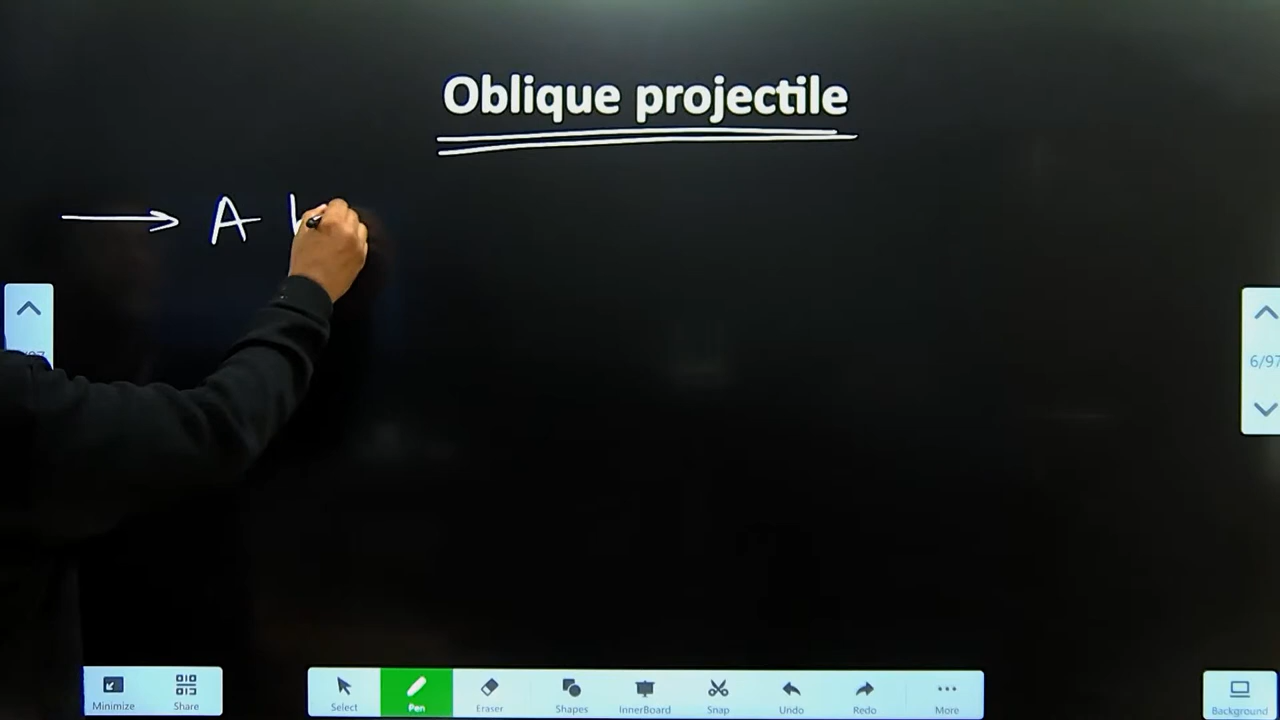 Oblique projectile
→ A
6/97
Minimize
Share
Select
Pen
Eraser
Shapes
InnerBoard
Snap
Undo
Redo
More
Background